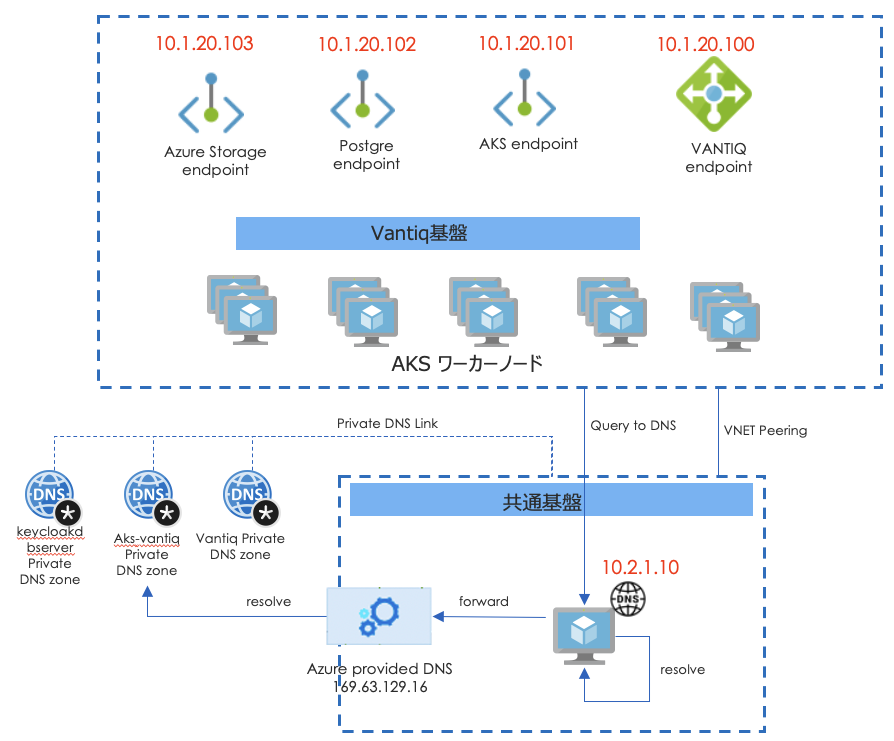 10.1.20.103
10.1.20.102
10.1.20.101
10.1.20.100
Azure Storage
endpoint
Postgre
endpoint
AKS endpoint
VANTIQ
endpoint
Vantiq基盤
AKS ワーカーノード
Private DNS Link
Query to DNS
VNET Peering
DNS
DNS
DNS
keycloakd
bserver
Private
DNS zone
Aks-vantiq
Private
DNS zone
Vantiq Private
DNS zone
共通基盤
10.2.1.10
DNS
resolve
forward
resolve
Azure provided DNS
169.63.129.16